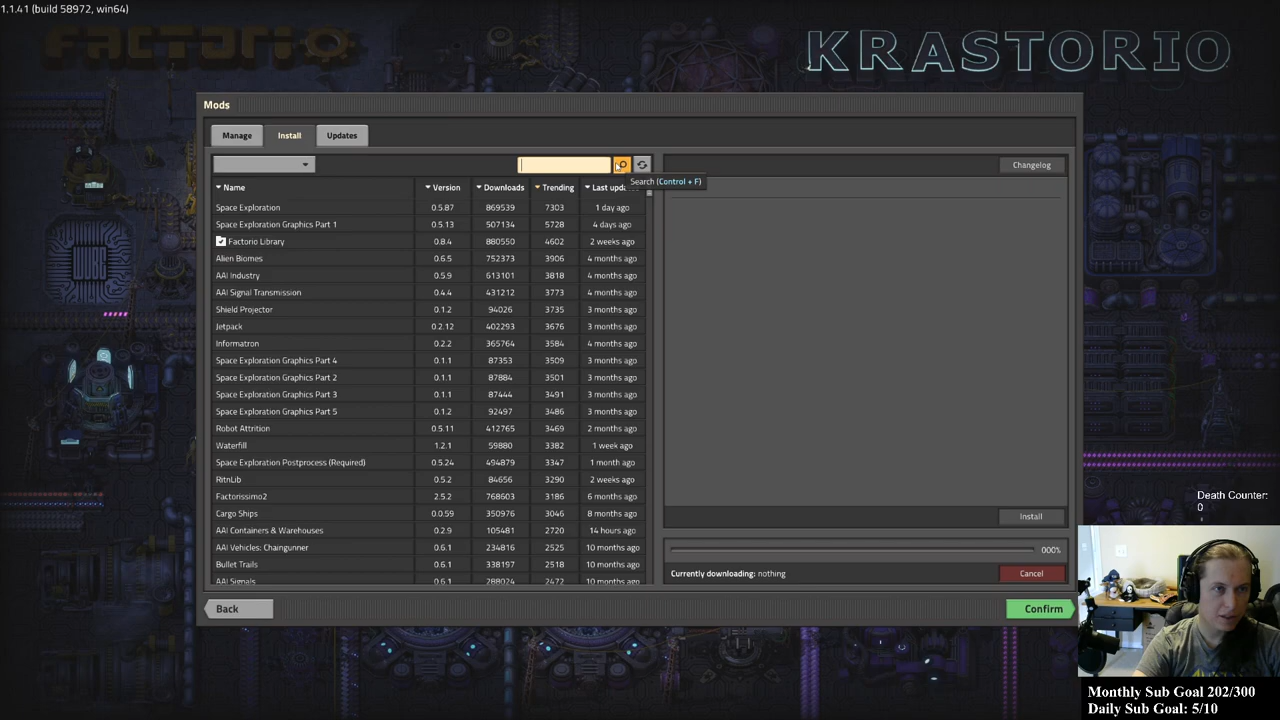 1.1.41 (build 58972, win64)
FACTORIO
KRASTORIO
Mods
Manage Install Updates
Changelog
Search (Control + F)
Name Version Downloads Trending Last
Space Exploration 0.5.87 869539 7303 1 day ago
Space Exploration Graphics Part 1 0.5.13 507134 5728 4 days ago
Factorio Library 0.8.4 880550 4602 2 weeks ago
Alien Biomes 0.6.5 752373 3906 4 months ago
AAI Industry 0.5.9 613101 3818 4 months ago
AAI Signal Transmission 0.4.4 431212 3773 4 months ago
Shield Projector 0.1.2 94026 3735 3 months ago
Jetpack 0.2.12 402293 3676 3 months ago
Informatron 0.2.2 365764 3584 4 months ago
Space Exploration Graphics Part 4 0.1.1 87353 3509 3 months ago
Space Exploration Graphics Part 2 0.1.1 87884 3501 3 months ago
Space Exploration Graphics Part 3 0.1.1 87444 3491 3 months ago
Space Exploration Graphics Part 5 0.1.2 92497 3486 3 months ago
Robot Attrition 0.5.11 412765 3469 2 months ago
Waterfill 1.2.1 59880 3382 1 week ago
Space Exploration Postprocess (Required) 0.5.24 494879 3347 1 month ago
RitnLib 0.5.2 84656 3290 2 weeks ago
Factorissimo2 2.5.2 768603 3186 6 months ago
Cargo Ships 0.0.59 350976 3046 8 months ago
AAI Containers & Warehouses 0.2.9 105481 2720 14 hours ago
AAI Vehicles: Chaingunner 0.6.1 234816 2525 10 months ago
Bullet Trails 0.6.1 338197 2518 10 months ago
AAI Signals 0.6.1 288024 2472 10 months ago
Install
000%
Currently downloading: nothing
Cancel
Back
Confirm
Death Counter:
0
Monthly Sub Goal 202/300
Daily Sub Goal: 5/10